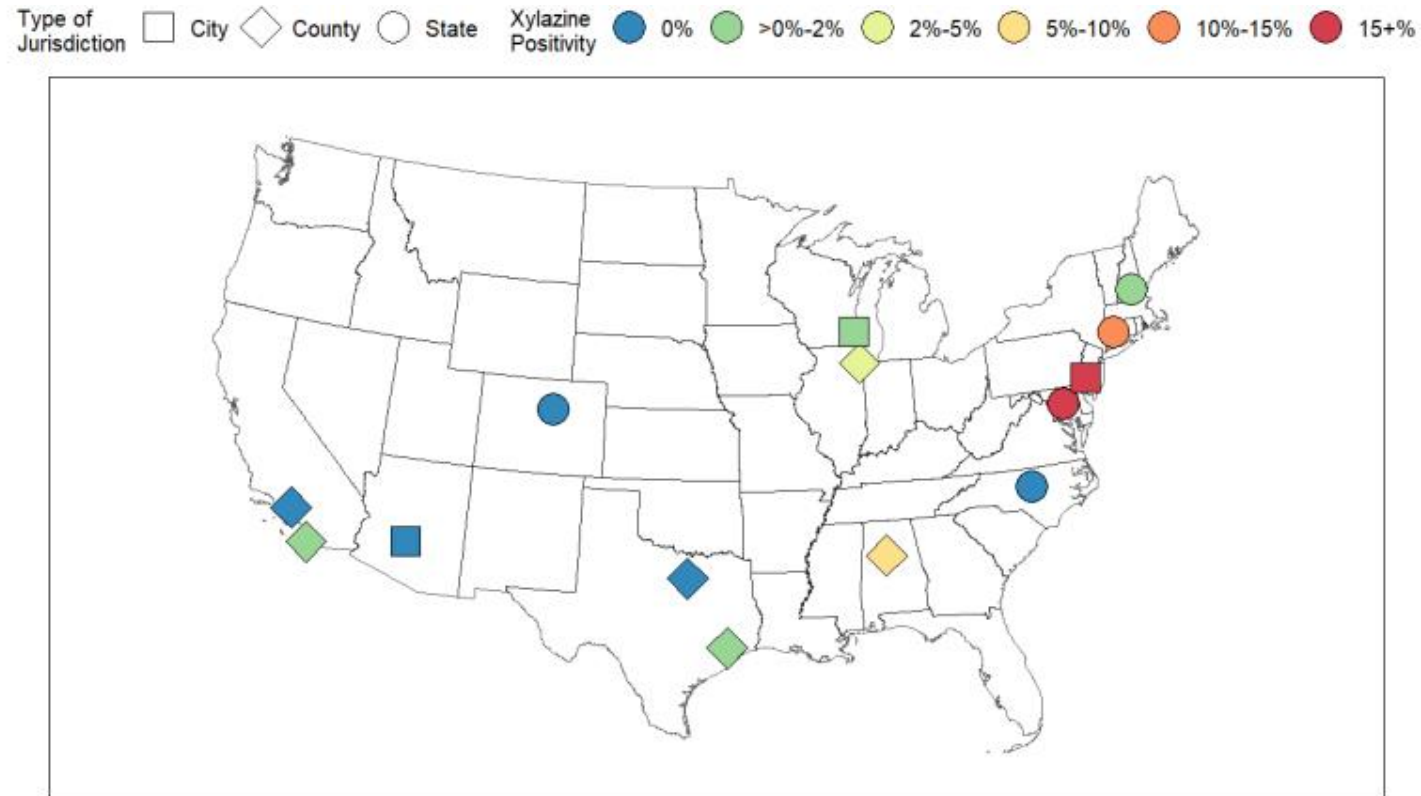 Type of
Jurisdiction
City
County
State
Xylazine
Positivity
0%
>0%-2%
2%-5%
5%-10%
10%-15%
15+%